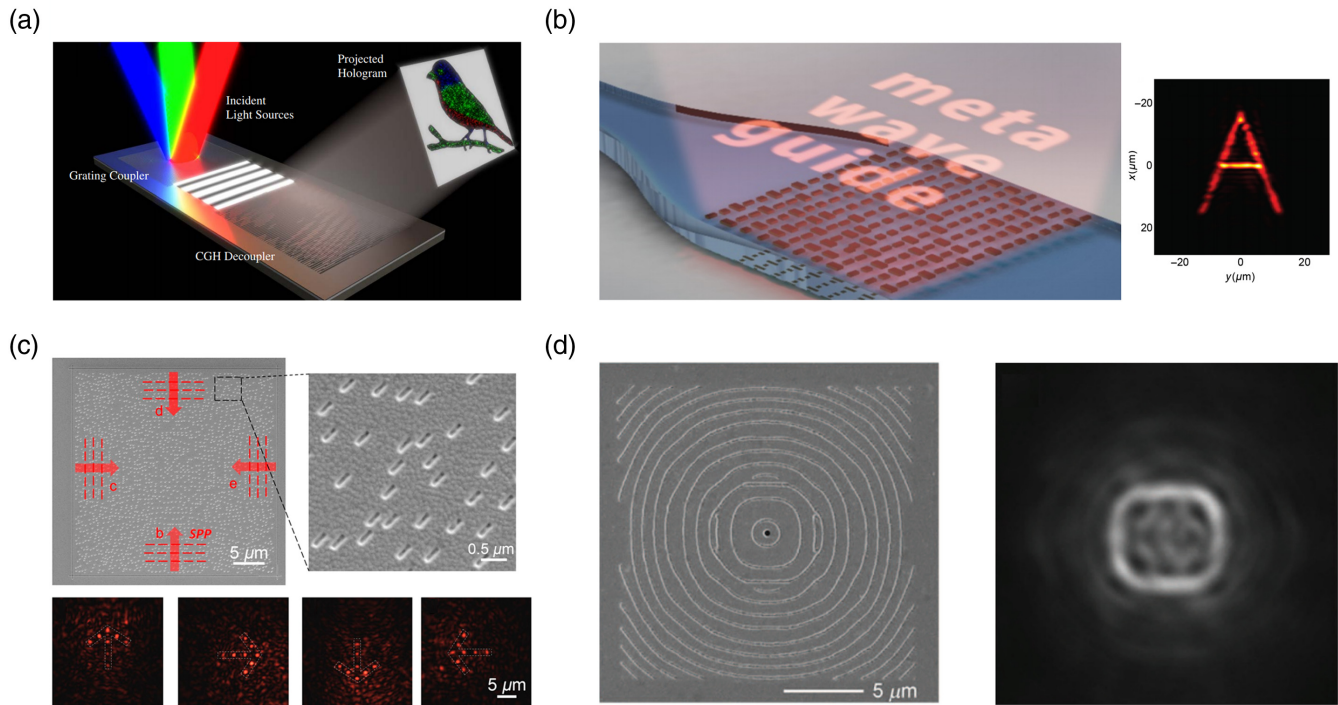 (a)
Projected
Hologram
Incident
Light Sources
Grating Coupler
CGH Decoupler
(b)
meta
wave
guide
−20
0
20
x(μm)
−20 0 20
y(μm)
(c)
d
c
e
b SPP
5 μm
0.5 μm
5 μm
(d)
5 μm